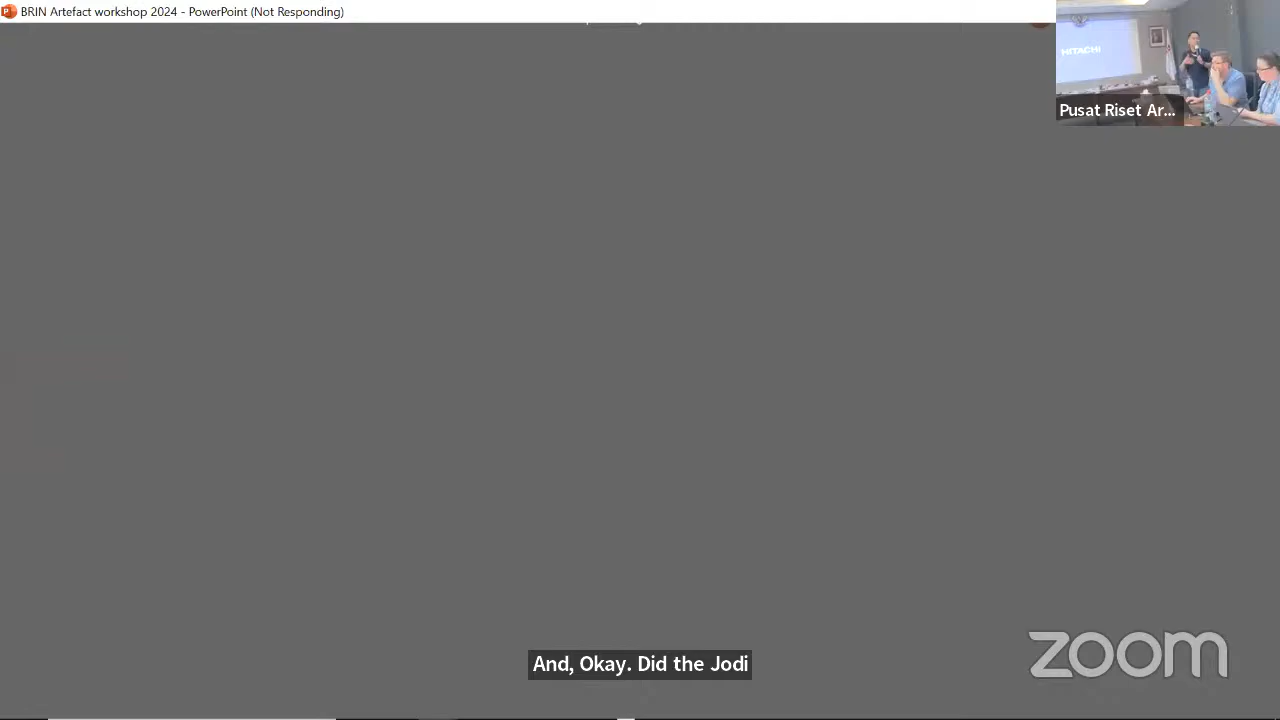 BRIN Artefact workshop 2024 - PowerPoint (Not Responding)
HITACHI
Pusat Riset Ar...
And, Okay. Did the Jodi
zoom